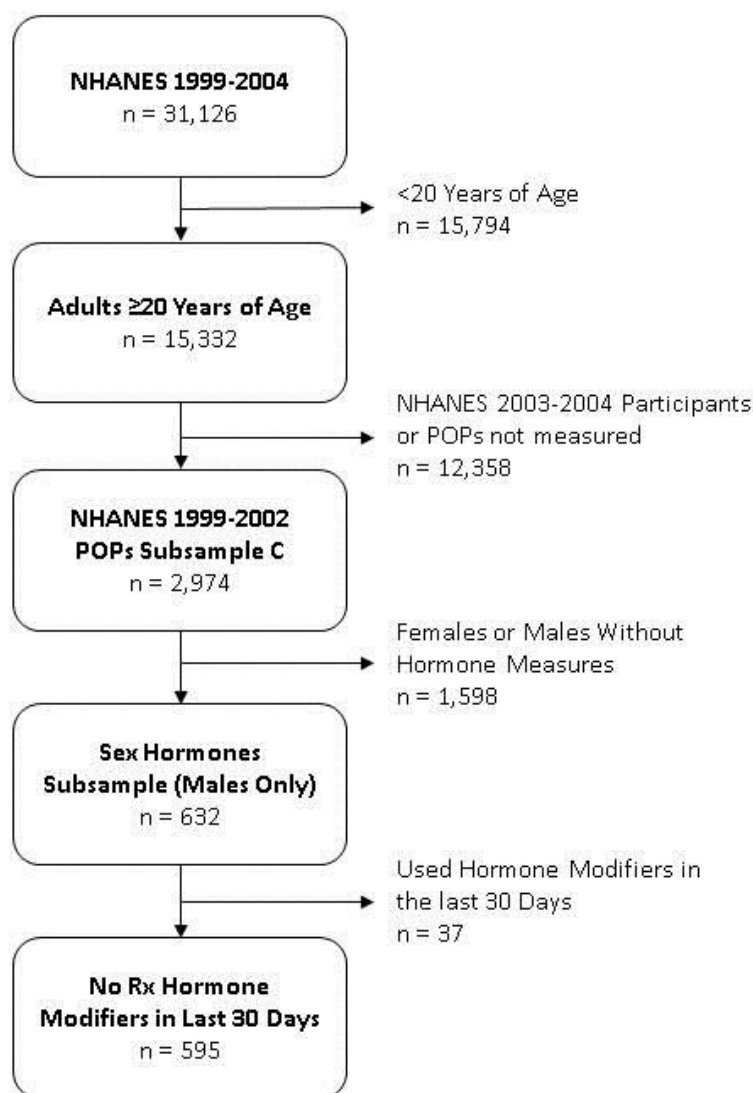 NHANES 1999-2004
n = 31,126
<20 Years of Age
n = 15,794
Adults ≥20 Years of Age
n = 15,332
NHANES 2003-2004 Participants
or POPs not measured
n = 12,358
NHANES 1999-2002
POPs Subsample C
n = 2,974
Females or Males Without
Hormone Measures
n = 1,598
Sex Hormones
Subsample (Males Only)
n = 632
Used Hormone Modifiers in
the last 30 Days
n = 37
No Rx Hormone
Modifiers in Last 30 Days
n = 595